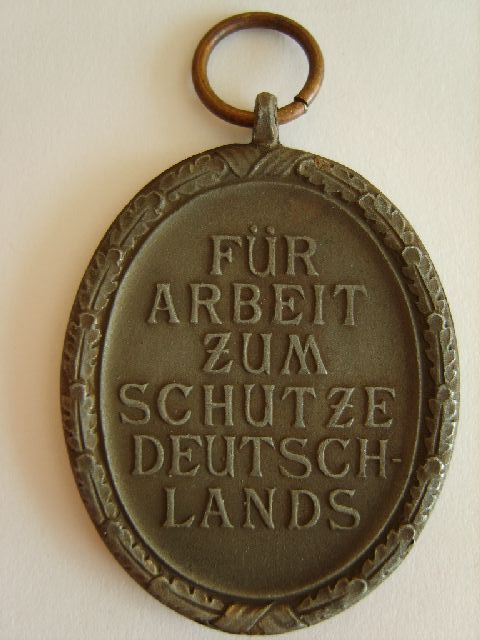 FÜR
ARBEIT
ZUM
SCHUTZE
DEUTSCH-
LANDS